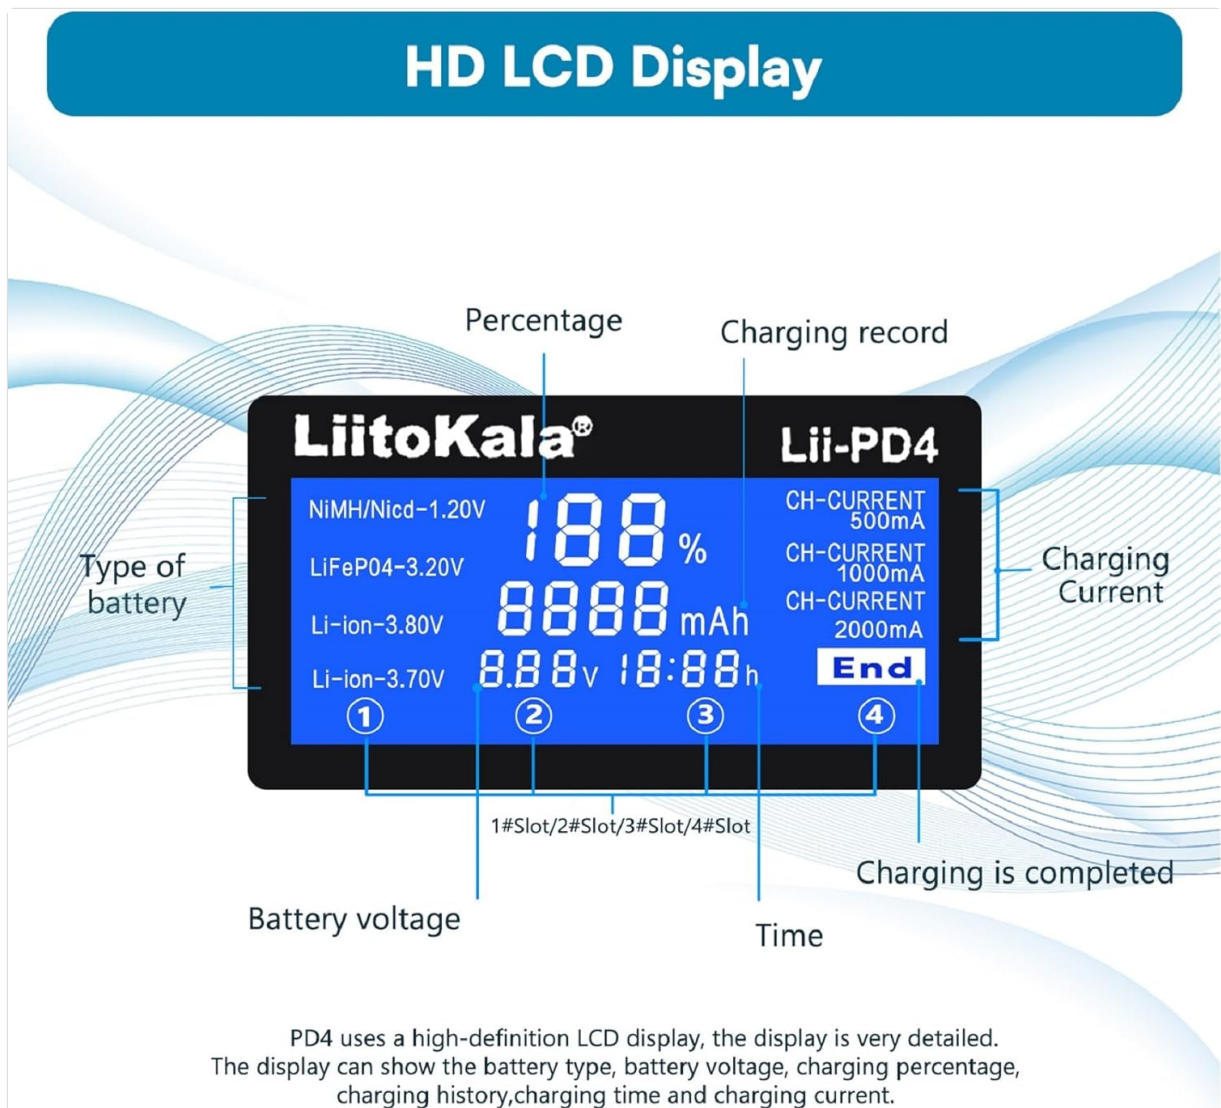 HD LCD Display
Percentage
Charging record
LiitoKala®
Lii-PD4
NiMH/Nicd-1.20V
LiFeP04-3.20V
Li-ion-3.80V
Li-ion-3.70V
188%
8888mAh
8.88V 18:88h
CH-CURRENT
500mA
CH-CURRENT
1000mA
CH-CURRENT
2000mA
End
① ② ③ ④
Type of
battery
Charging
Current
1#Slot/2#Slot/3#Slot/4#Slot
Charging is completed
Battery voltage
Time
PD4 uses a high-definition LCD display, the display is very detailed.
The display can show the battery type, battery voltage, charging percentage,
charging history,charging time and charging current.